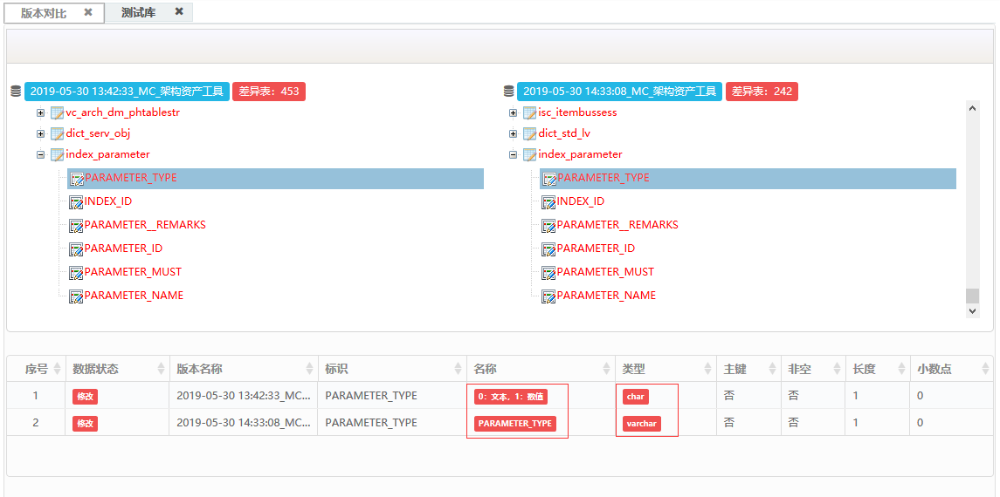 版本对比 ✖ 测试库 ✖
2019-05-30 13:42:33_MC_架构资产工具 差异表：453
vc_arch_dm_phtablestr
dict_serv_obj
index_parameter
PARAMETER_TYPE
INDEX_ID
PARAMETER__REMARKS
PARAMETER_ID
PARAMETER_MUST
PARAMETER_NAME
2019-05-30 14:33:08_MC_架构资产工具 差异表：242
isc_itembussess
dict_std_lv
index_parameter
PARAMETER_TYPE
INDEX_ID
PARAMETER__REMARKS
PARAMETER_ID
PARAMETER_MUST
PARAMETER_NAME
序号 数据状态 版本名称 标识 名称 类型 主键 非空 长度 小数点
1 修改 2019-05-30 13:42:33_MC... PARAMETER_TYPE 0：文本，1：数值 char 否 否 1 0
2 修改 2019-05-30 14:33:08_MC... PARAMETER_TYPE PARAMETER_TYPE varchar 否 否 1 0